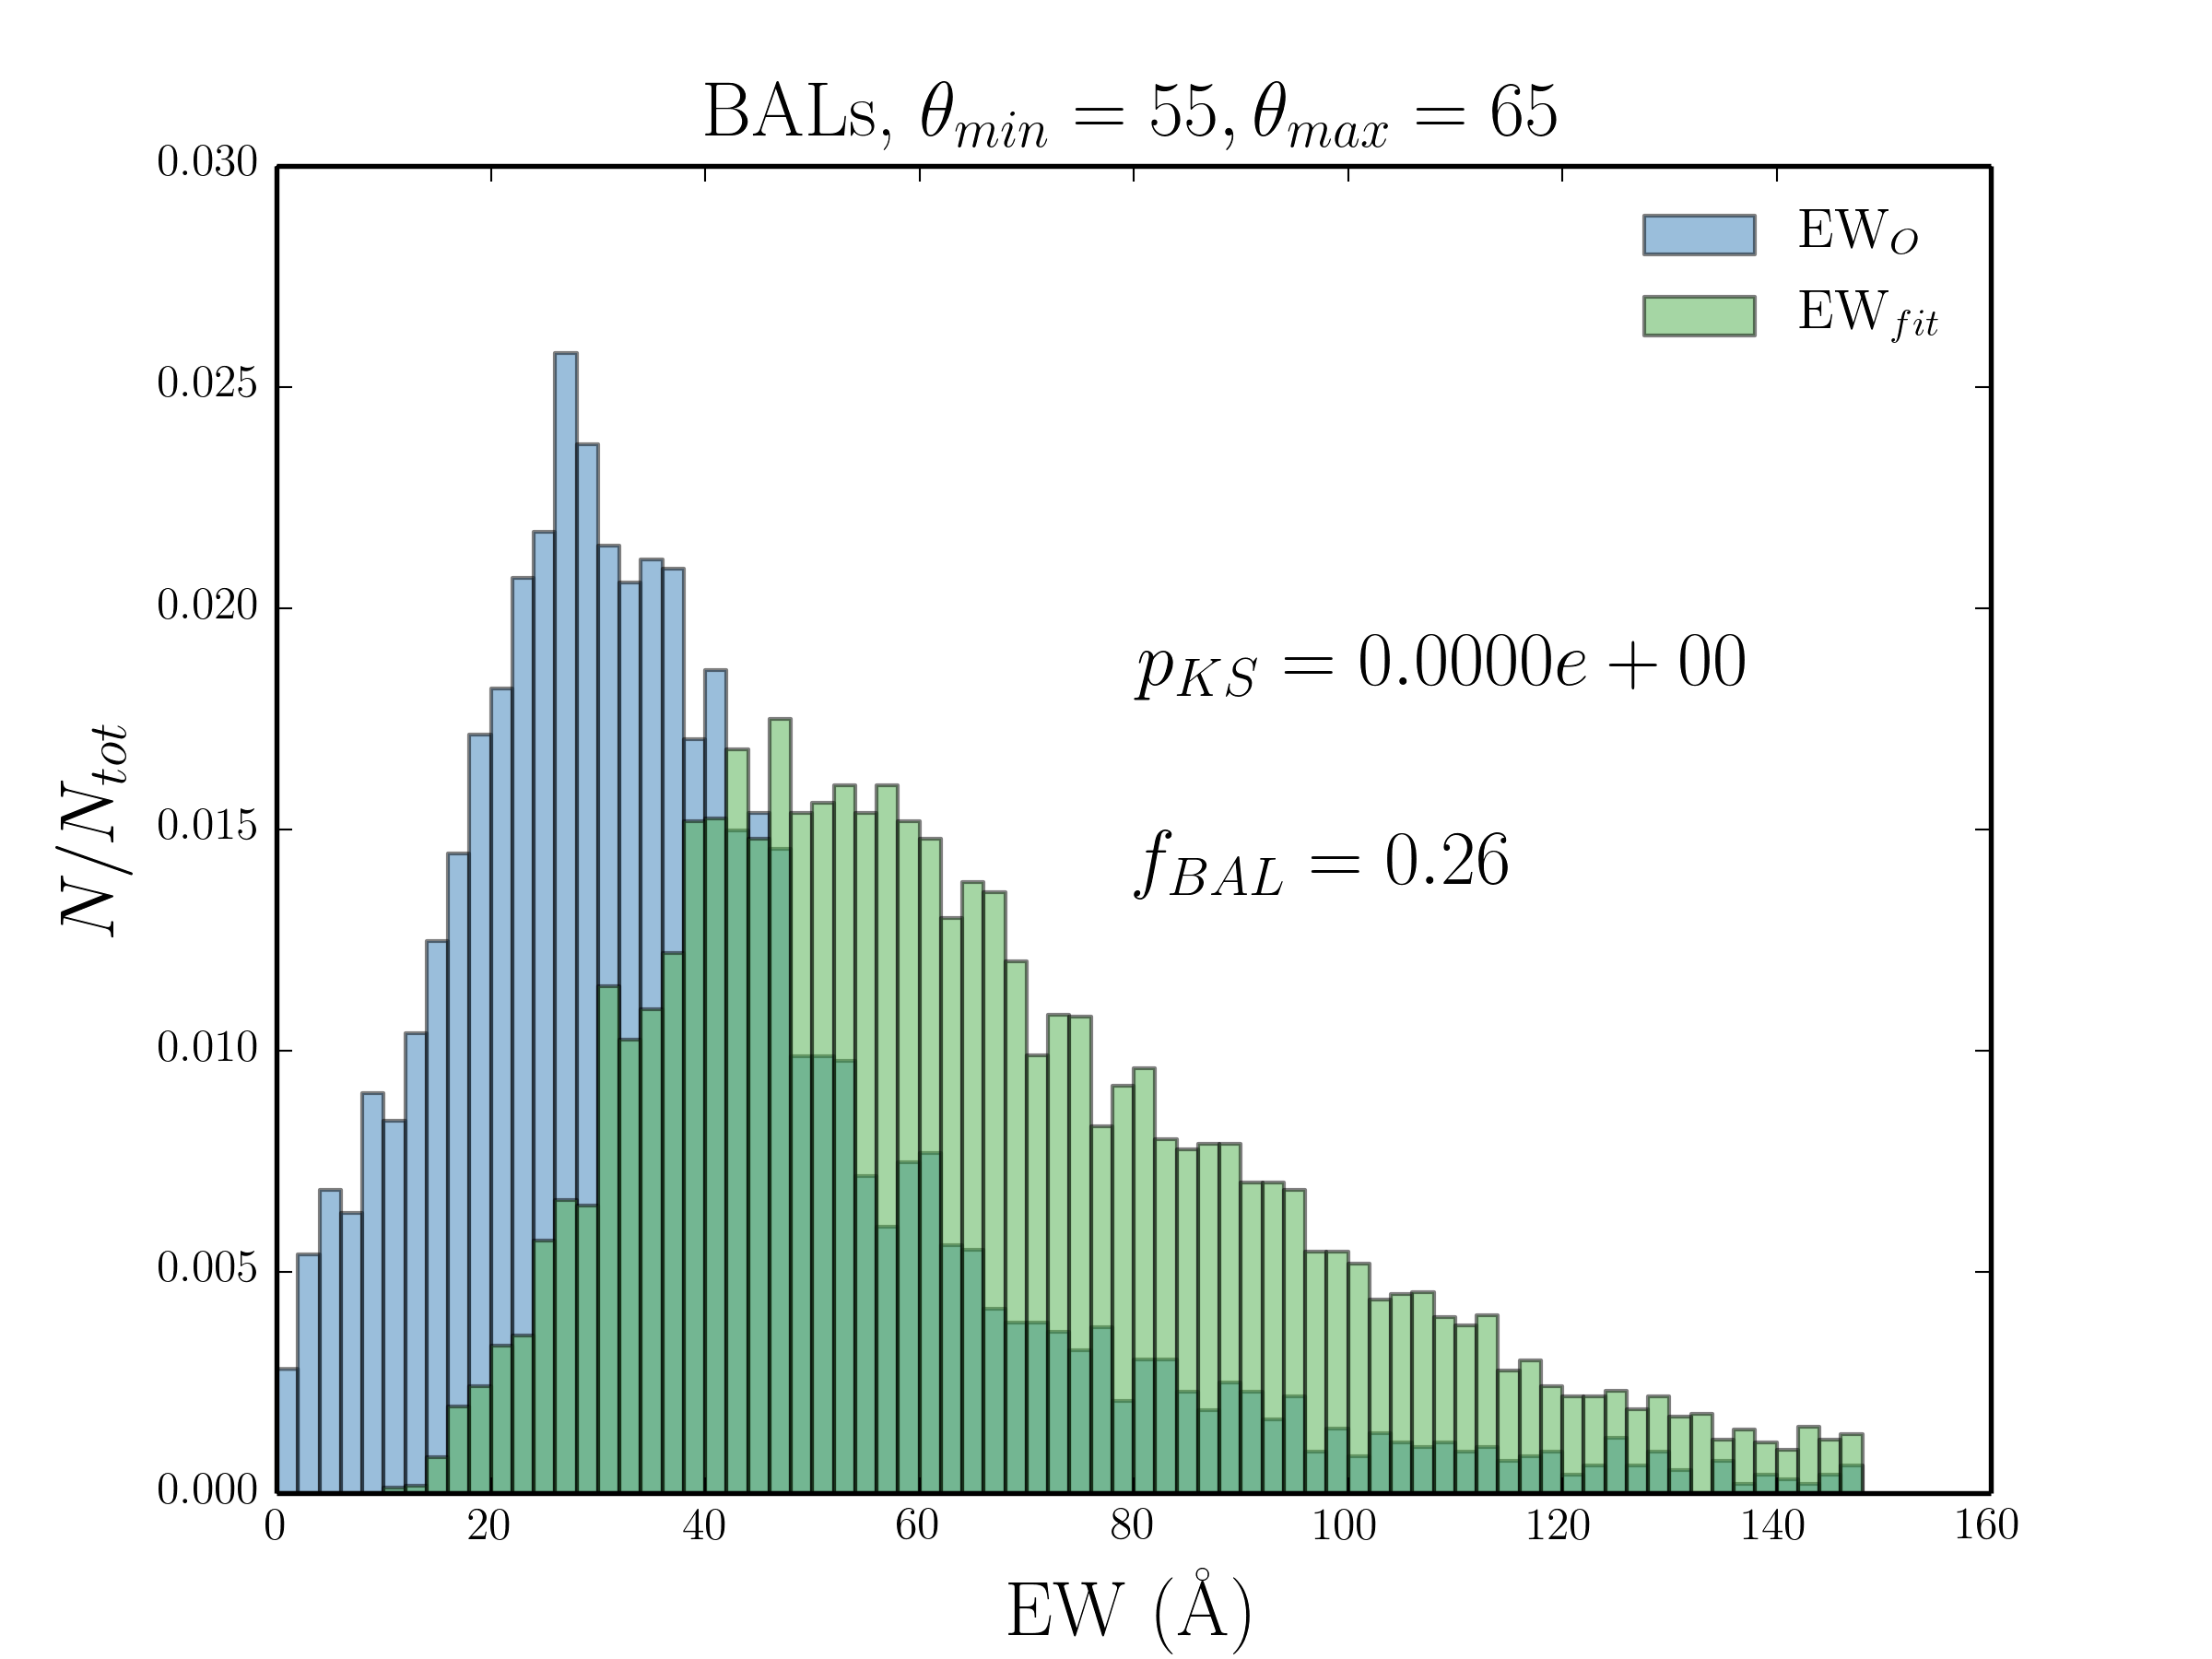 BALs, θ_min = 55, θ_max = 65
0.030
0.025
0.020
0.015
0.010
0.005
0.000
N/N_tot
EW_O
EW_fit
p_KS = 0.0000e + 00
f_BAL = 0.26
0 20 40 60 80 100 120 140 160
EW (Å)